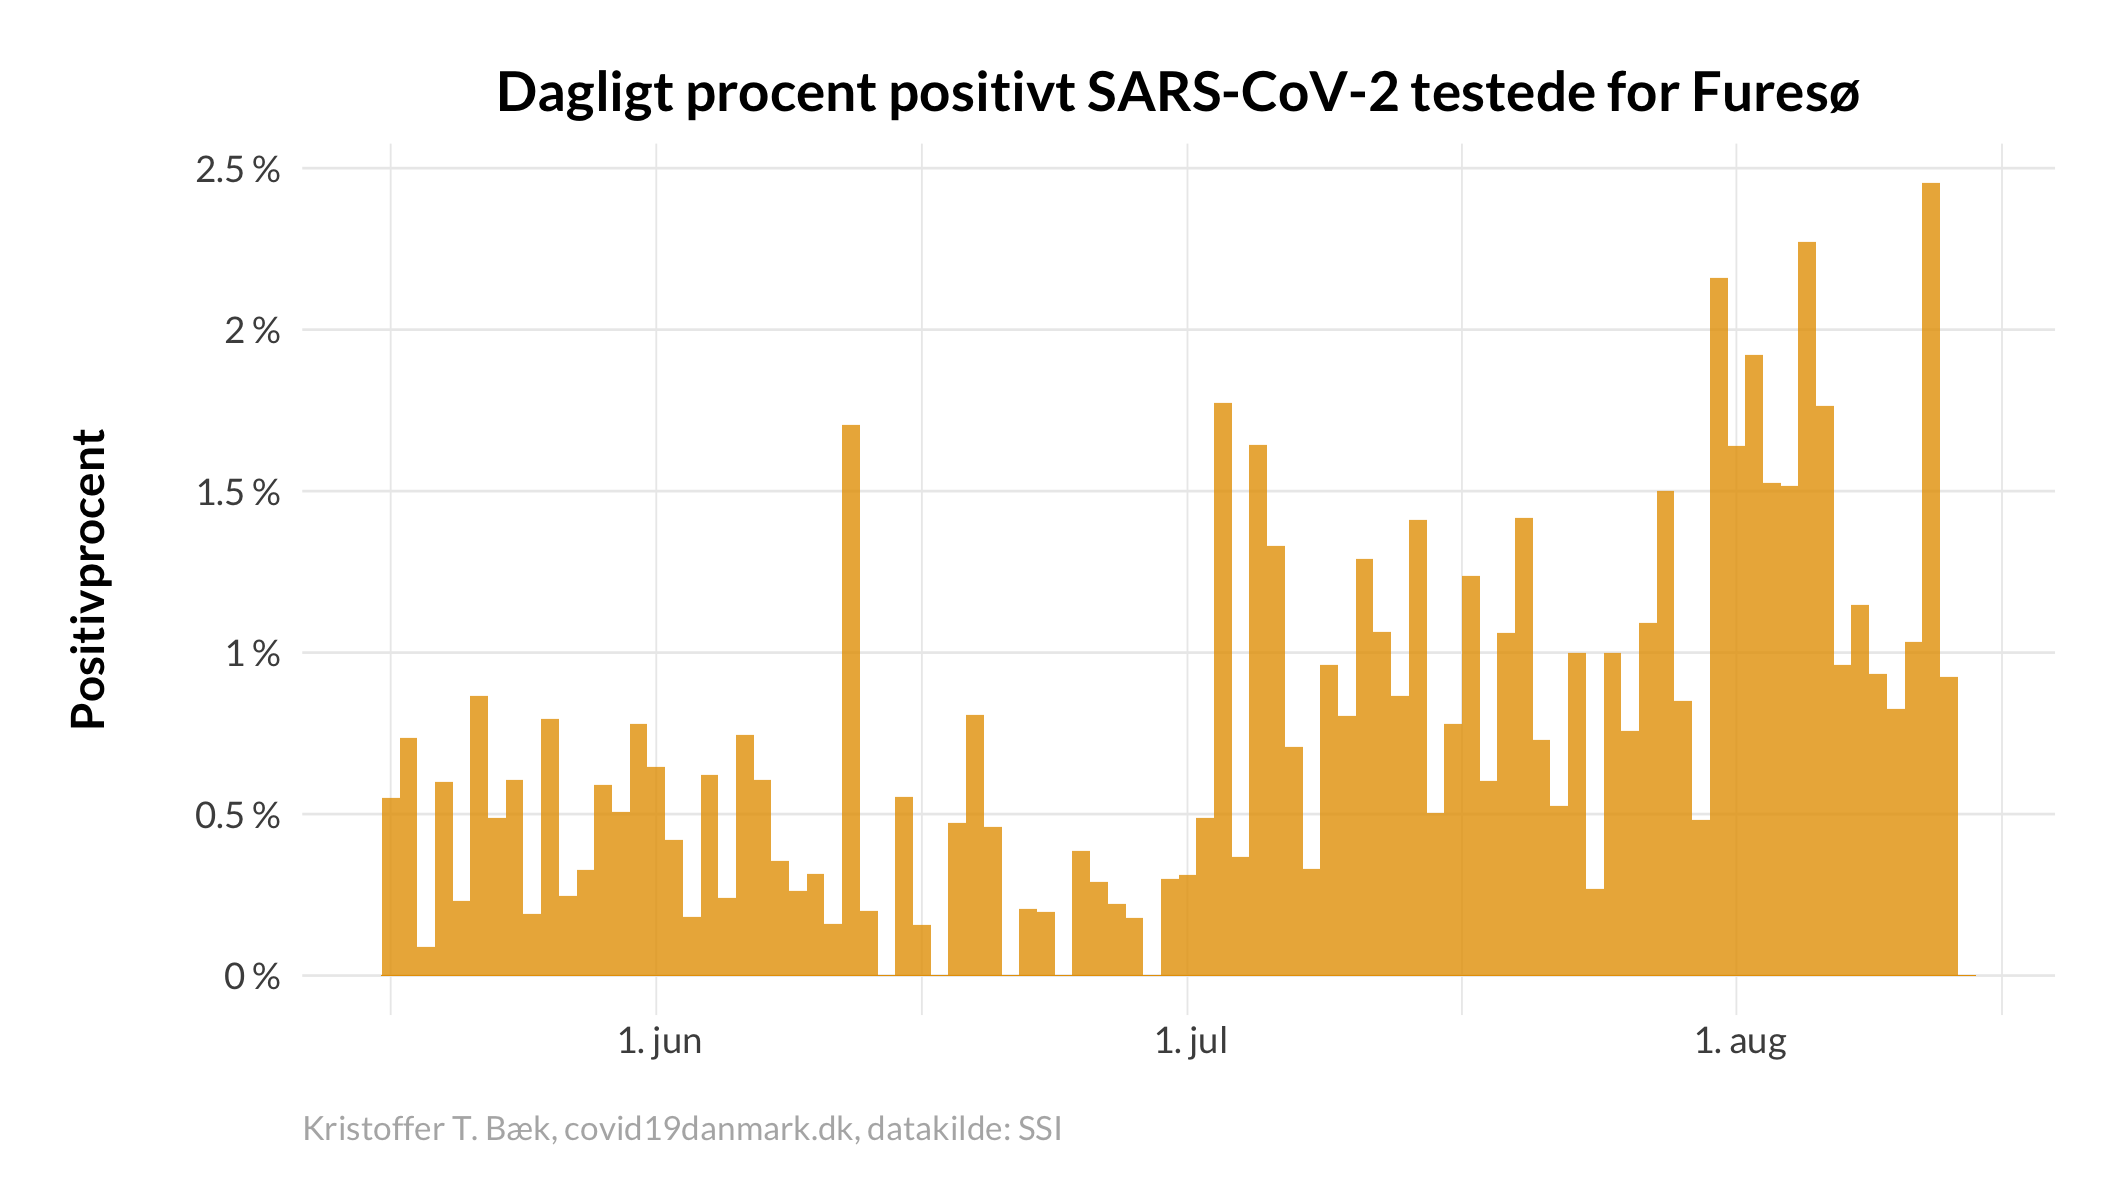 Dagligt procent positivt SARS-CoV-2 testede for Furesø
Positivprocent
2.5 %
2 %
1.5 %
1 %
0.5 %
0 %
1. jun
1. jul
1. aug
Kristoffer T. Bæk, covid19danmark.dk, datakilde: SSI